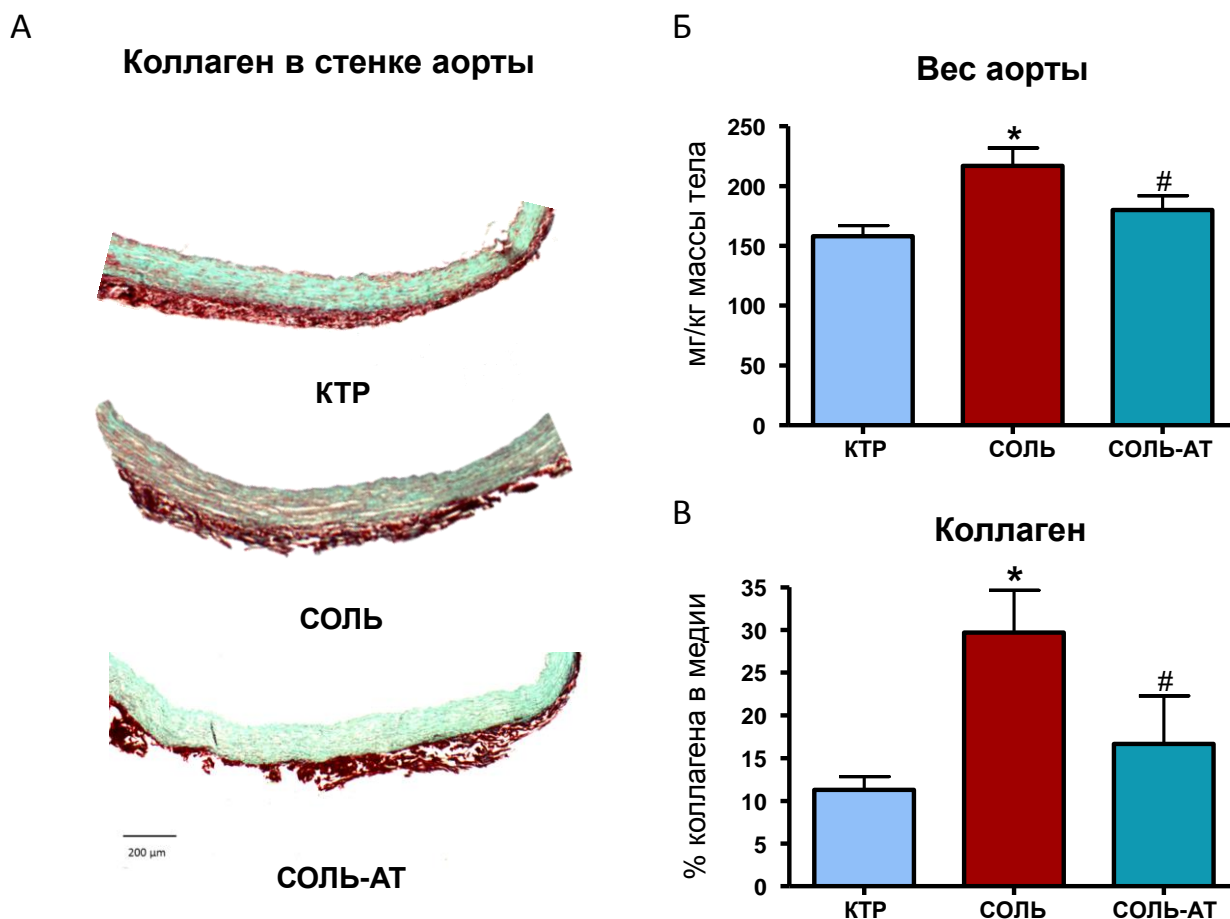 А
Коллаген в стенке аорты
КТР
СОЛЬ
200 µm
СОЛЬ-АТ
Б
Вес аорты
мг/кг массы тела
250
200
150
100
50
0
*
#
КТР
СОЛЬ
СОЛЬ-АТ
В
Коллаген
% коллагена в медии
35
30
25
20
15
10
5
0
*
#
КТР
СОЛЬ
СОЛЬ-АТ